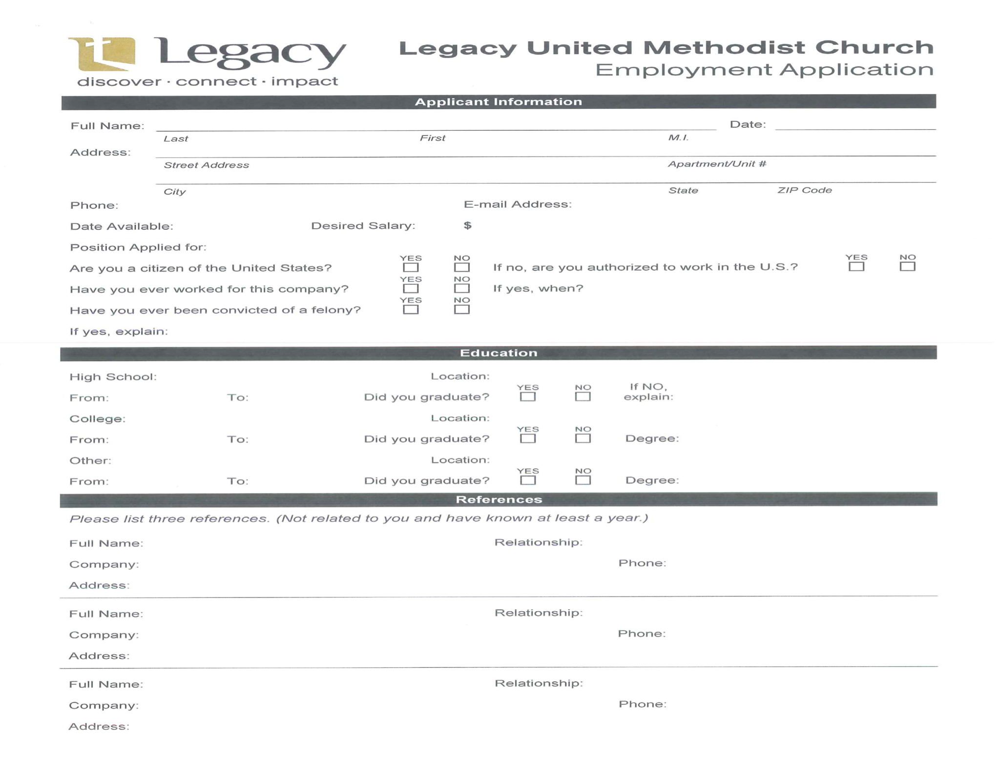 Legacy
discover · connect · impact
Legacy United Methodist Church
Employment Application
Applicant Information
Full Name: Date:
Last First M.I.
Address:
Street Address Apartment/Unit #
City State ZIP Code
Phone: E-mail Address:
Date Available: Desired Salary: $
Position Applied for:
YES NO YES NO
Are you a citizen of the United States? If no, are you authorized to work in the U.S.?
YES NO
Have you ever worked for this company? If yes, when?
YES NO
Have you ever been convicted of a felony?
If yes, explain:
Education
High School: Location:
YES NO If NO,
From: To: Did you graduate? explain:
College: Location:
YES NO
From: To: Did you graduate? Degree:
Other: Location:
YES NO
From: To: Did you graduate? Degree:
References
Please list three references. (Not related to you and have known at least a year.)
Full Name: Relationship:
Company: Phone:
Address:
Full Name: Relationship:
Company: Phone:
Address:
Full Name: Relationship:
Company: Phone:
Address: